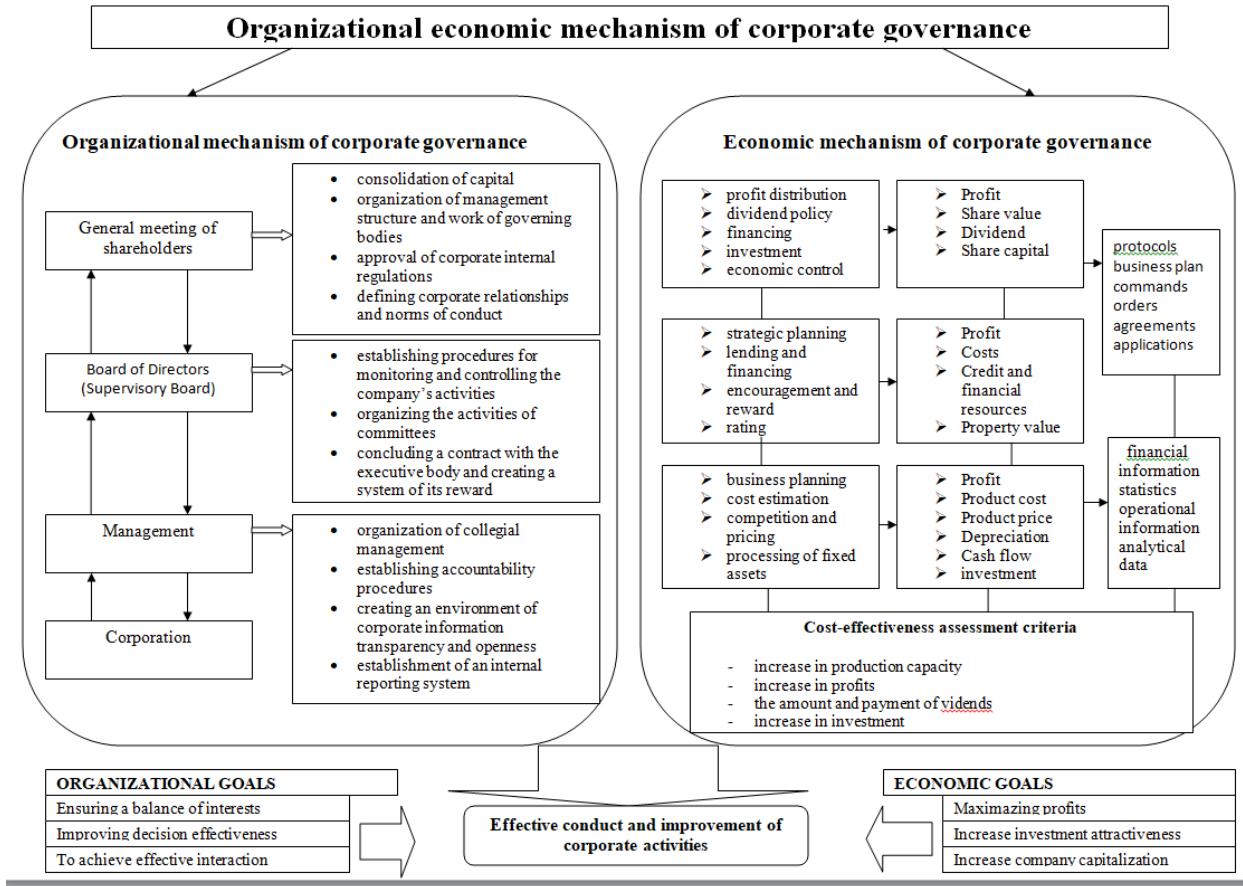 Organizational economic mechanism of corporate governance
Organizational mechanism of corporate governance
General meeting of
shareholders
• consolidation of capital
• organization of management
structure and work of governing
bodies
• approval of corporate internal
regulations
• defining corporate relationships
and norms of conduct
Board of Directors
(Supervisory Board)
• establishing procedures for
monitoring and controlling the
company's activities
• organizing the activities of
committees
• concluding a contract with the
executive body and creating a
system of its reward
Management
• organization of collegial
management
• establishing accountability
procedures
• creating an environment of
corporate information
transparency and openness
• establishment of an internal
reporting system
Corporation
Economic mechanism of corporate governance
➢ profit distribution
➢ dividend policy
➢ financing
➢ investment
➢ economic control
➢ Profit
➢ Share value
➢ Dividend
➢ Share capital
protocols
business plan
commands
orders
agreements
applications
➢ strategic planning
➢ lending and
financing
➢ encouragement and
reward
➢ rating
➢ Profit
➢ Costs
➢ Credit and
financial
resources
➢ Property value
➢ business planning
➢ cost estimation
➢ competition and
pricing
➢ processing of fixed
assets
➢ Profit
➢ Product cost
➢ Product price
➢ Depreciation
➢ Cash flow
➢ investment
financial
information
statistics
operational
information
analytical
data
Cost-effectiveness assessment criteria
- increase in production capacity
- increase in profits
- the amount and payment of vidends
- increase in investment
ORGANIZATIONAL GOALS
Ensuring a balance of interests
Improving decision effectiveness
To achieve effective interaction
Effective conduct and improvement of
corporate activities
ECONOMIC GOALS
Maximazing profits
Increase investment attractiveness
Increase company capitalization